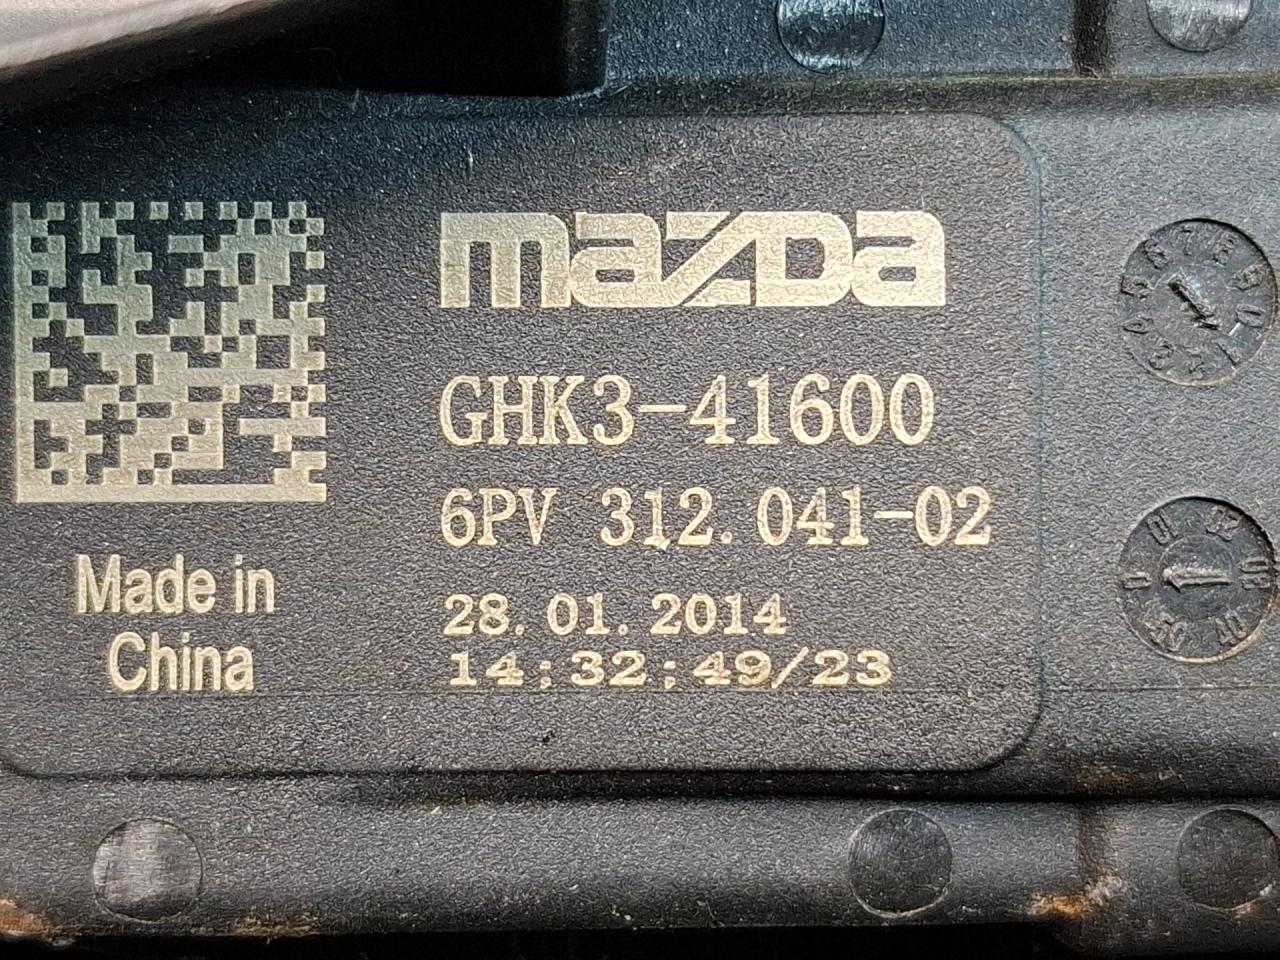 mazda
GHK3-41600
6PV 312.041-02
28.01.2014
14:32:49/23
Made in
China